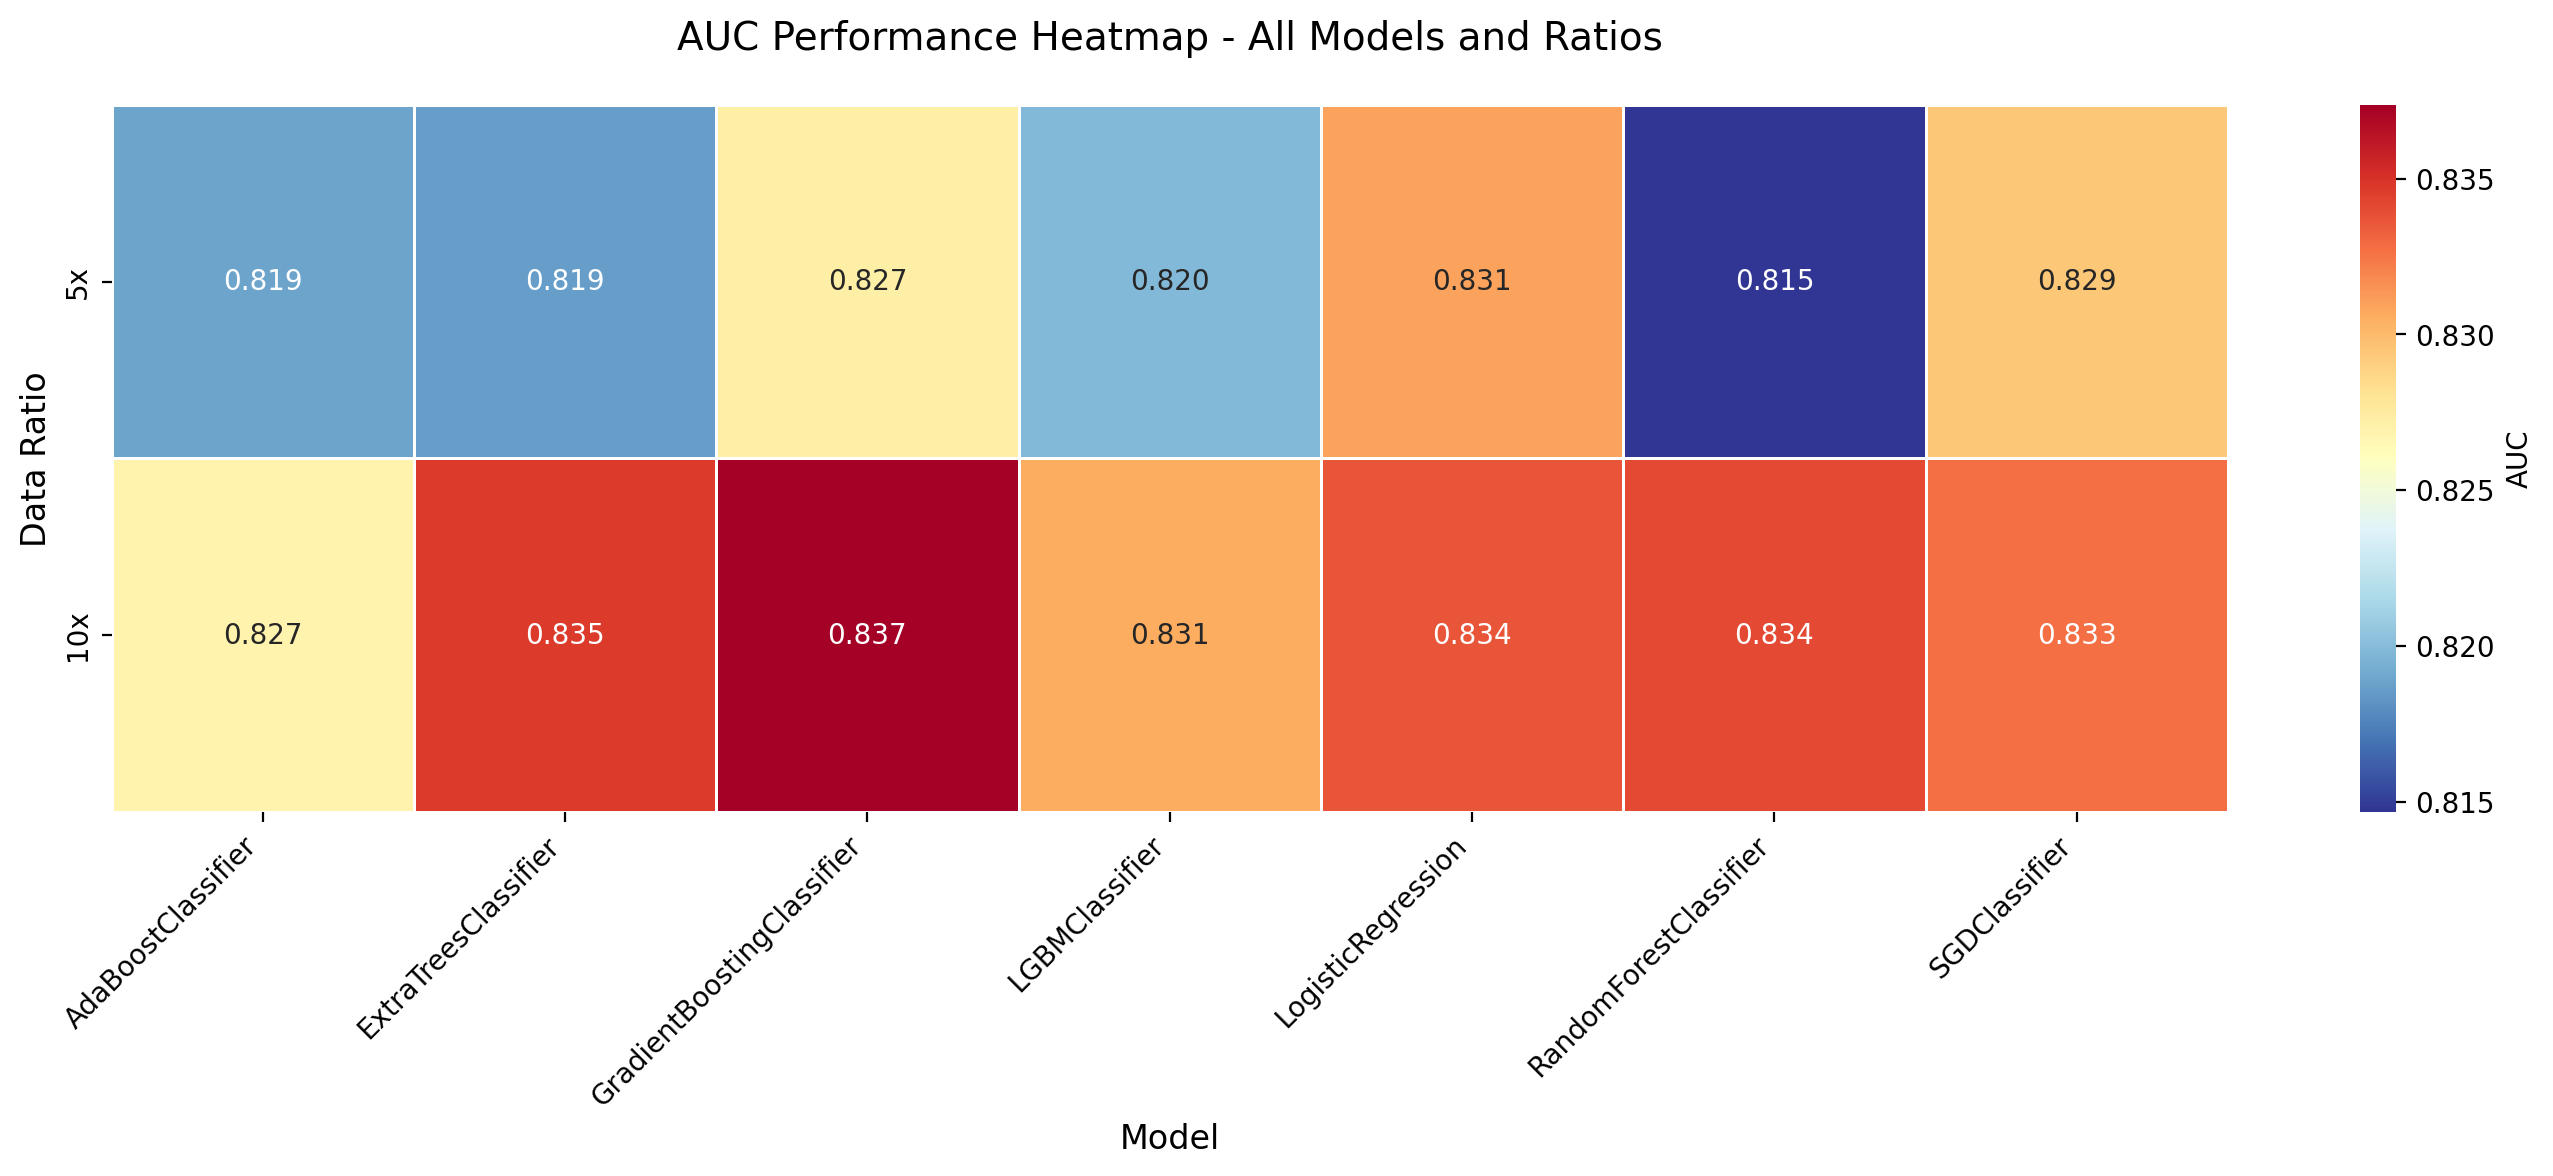 AUC Performance Heatmap - All Models and Ratios
Data Ratio
5x
0.819 0.819 0.827 0.820 0.831 0.815 0.829
10x
0.827 0.835 0.837 0.831 0.834 0.834 0.833
AdaBoostClassifier
ExtraTreesClassifier
GradientBoostingClassifier
LGBMClassifier
LogisticRegression
RandomForestClassifier
SGDClassifier
Model
0.835
0.830
0.825
0.820
0.815
AUC